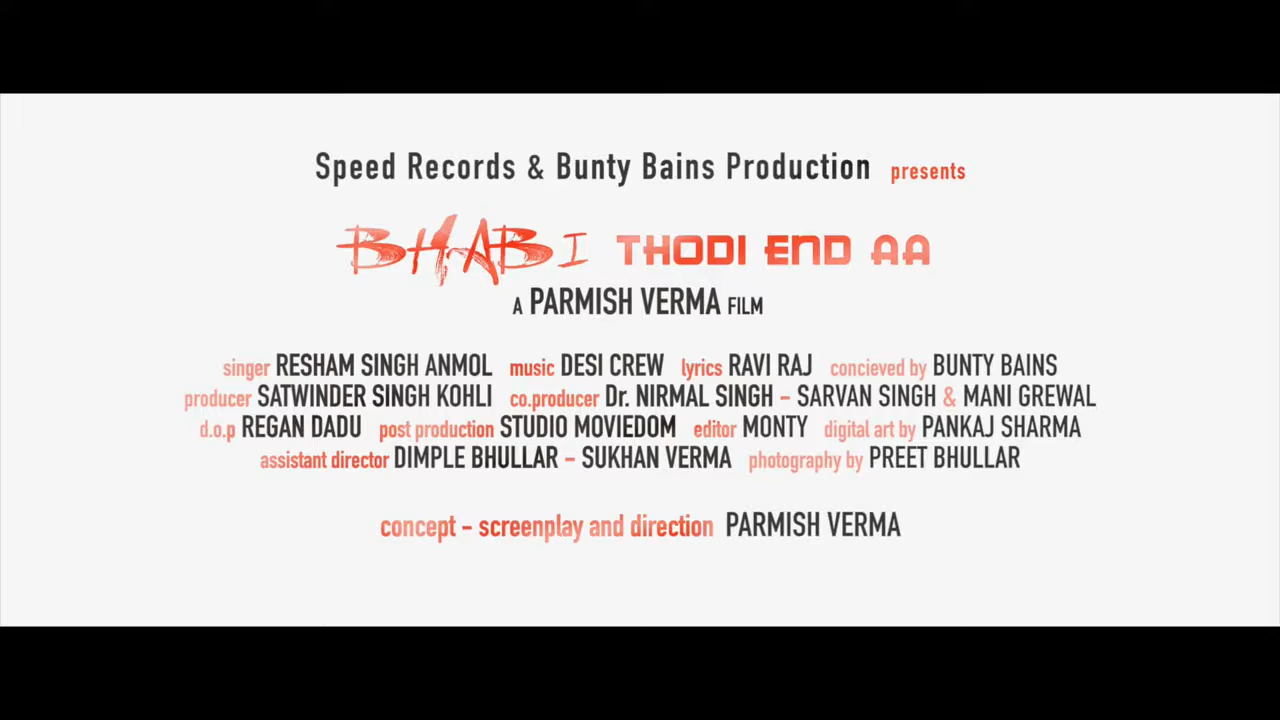 Speed Records & Bunty Bains Production presents
BHABI THODI END AA
A PARMISH VERMA FILM
singer RESHAM SINGH ANMOL music DESI CREW lyrics RAVI RAJ concieved by BUNTY BAINS
producer SATWINDER SINGH KOHLI co.producer Dr. NIRMAL SINGH - SARVAN SINGH & MANI GREWAL
d.o.p REGAN DADU post production STUDIO MOVIEDOM editor MONTY digital art by PANKAJ SHARMA
assistant director DIMPLE BHULLAR - SUKHAN VERMA photography by PREET BHULLAR
concept - screenplay and direction PARMISH VERMA